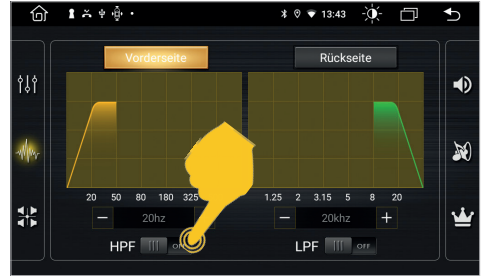 13:43
Vorderseite Rückseite
20 50 80 180 325 1.25 2 3.15 5 8 20
− 20hz − 20khz +
HPF OFF LPF OFF